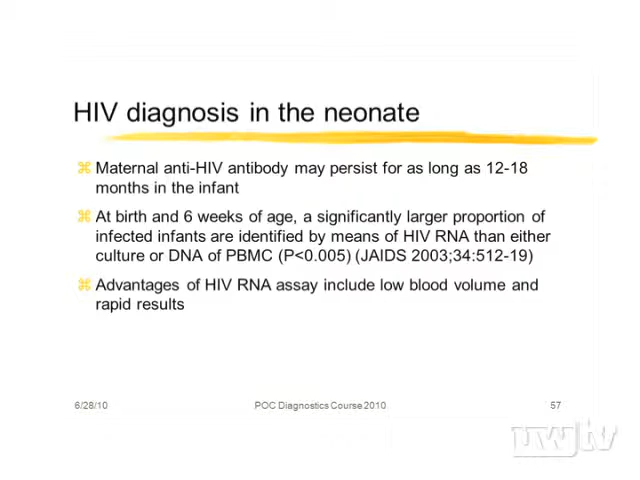 HIV diagnosis in the neonate
⌘ Maternal anti-HIV antibody may persist for as long as 12-18
months in the infant
⌘ At birth and 6 weeks of age, a significantly larger proportion of
infected infants are identified by means of HIV RNA than either
culture or DNA of PBMC (P<0.005) (JAIDS 2003;34:512-19)
⌘ Advantages of HIV RNA assay include low blood volume and
rapid results
6/28/10
POC Diagnostics Course 2010
57
uwtv